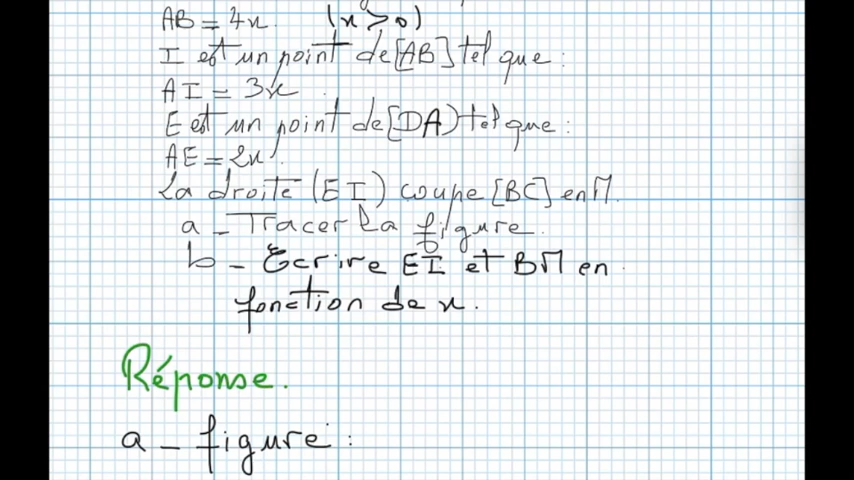 AB = 4x (x > 0)
I est un point de [AB] tel que :
AI = 3x
E est un point de [DA) tel que :
AE = 2x.
La droite (EI) coupe [BC] en M.
a - Tracer la figure.
b - Ecrire EI et BM en
fonction de x.
Réponse.
a - figure :